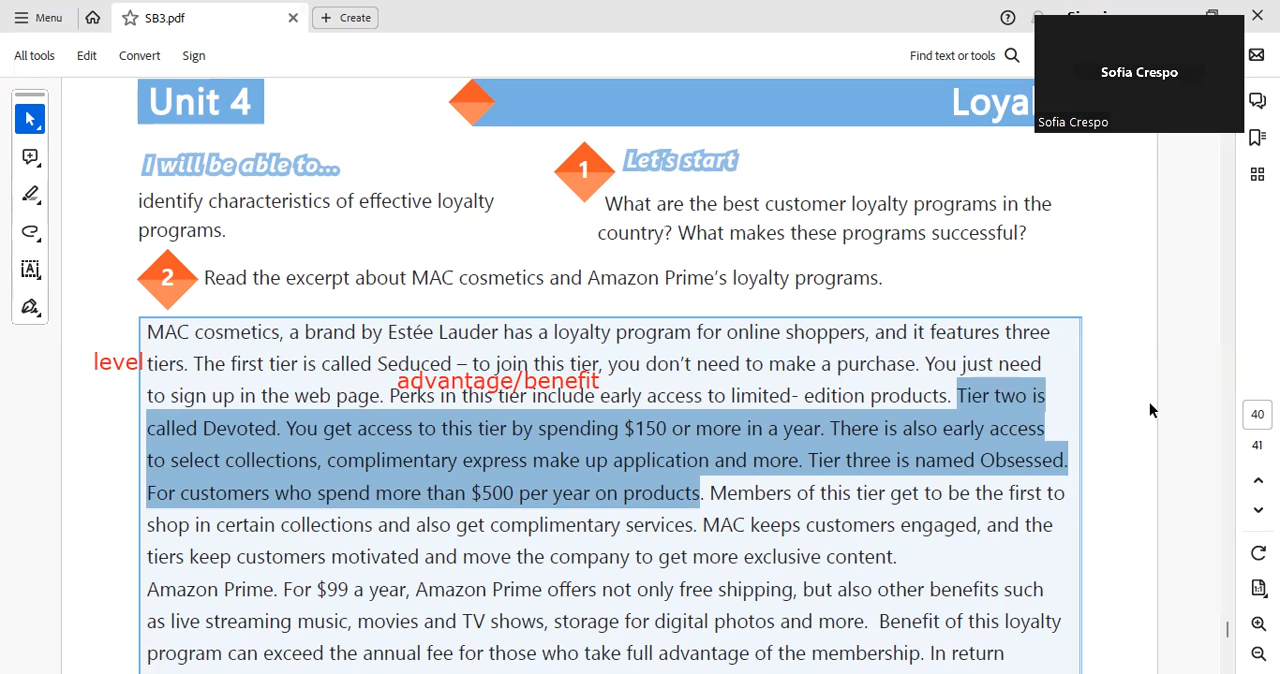 Menu
SB3.pdf
Create
All tools
Edit
Convert
Sign
Find text or tools
Sofia Crespo
Sofia Crespo
Unit 4
I will be able to...
identify characteristics of effective loyalty
programs.
1
Let's start
What are the best customer loyalty programs in the
country? What makes these programs successful?
2
Read the excerpt about MAC cosmetics and Amazon Prime's loyalty programs.
MAC cosmetics, a brand by Estée Lauder has a loyalty program for online shoppers, and it features three
level
tiers. The first tier is called Seduced – to join this tier, you don't need to make a purchase. You just need
advantage/benefit
to sign up in the web page. Perks in this tier include early access to limited- edition products. Tier two is
called Devoted. You get access to this tier by spending $150 or more in a year. There is also early access
to select collections, complimentary express make up application and more. Tier three is named Obsessed.
For customers who spend more than $500 per year on products. Members of this tier get to be the first to
shop in certain collections and also get complimentary services. MAC keeps customers engaged, and the
tiers keep customers motivated and move the company to get more exclusive content.
Amazon Prime. For $99 a year, Amazon Prime offers not only free shipping, but also other benefits such
as live streaming music, movies and TV shows, storage for digital photos and more. Benefit of this loyalty
program can exceed the annual fee for those who take full advantage of the membership. In return
40
41